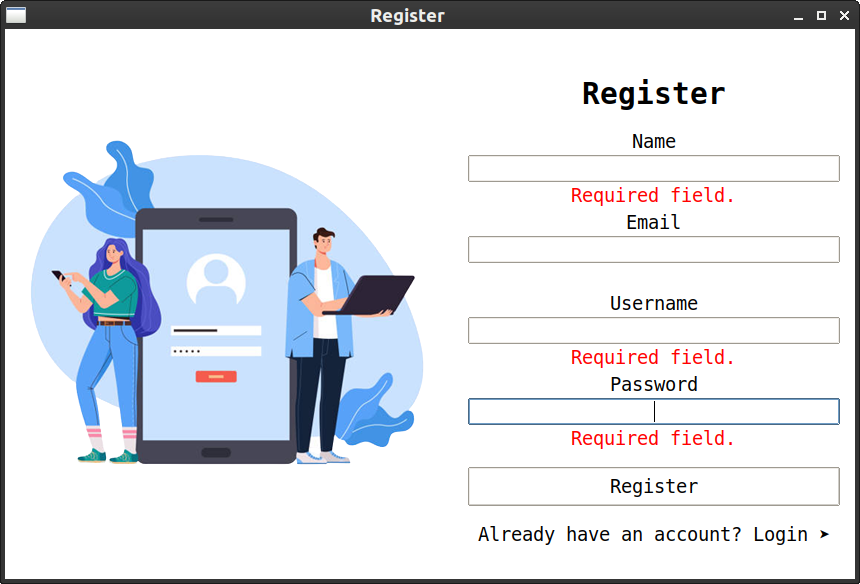 Register
Register
Name
Required field.
Email
Username
Required field.
Password
Required field.
Register
Already have an account? Login ➤